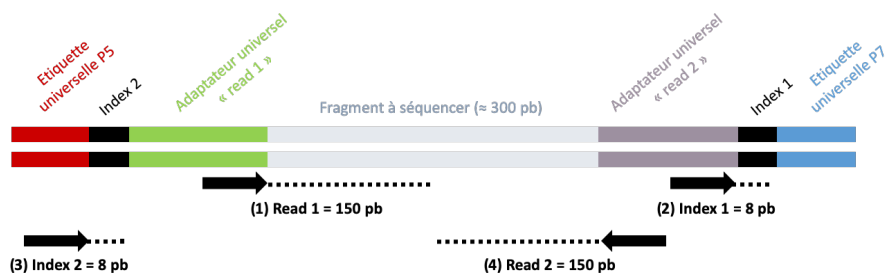 Etiquette
universelle P5
Index 2
Adaptateur universel
« read 1 »
Fragment à séquencer (≈ 300 pb)
Adaptateur universel
« read 2 »
Index 1
Etiquette
universelle P7
(1) Read 1 = 150 pb
(2) Index 1 = 8 pb
(3) Index 2 = 8 pb
(4) Read 2 = 150 pb